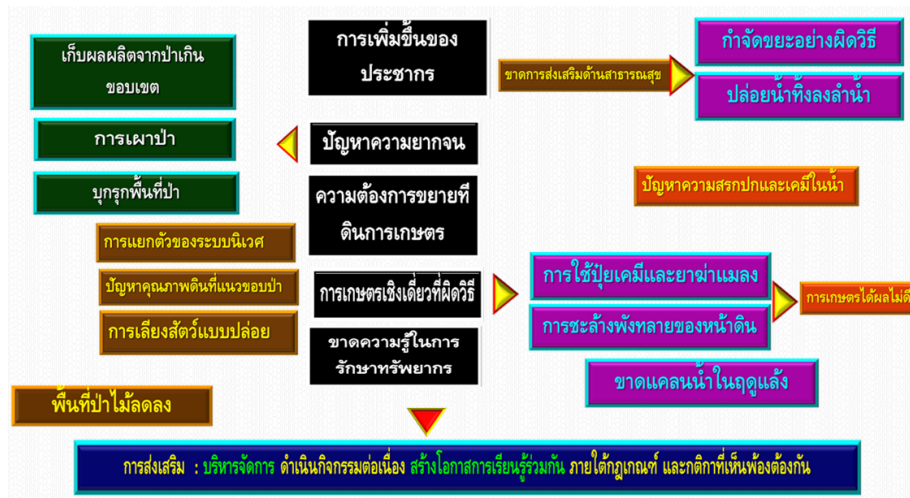 เก็บผลผลิตจากป่าเกิน
ขอบเขต
การเผาป่า
บุกรุกพื้นที่ป่า
การแยกตัวของระบบนิเวศ
ปัญหาคุณภาพดินที่แนวขอบป่า
การเลี้ยงสัตว์แบบปล่อย
พื้นที่ป่าไม้ลดลง
การเพิ่มขึ้นของ
ประชากร
ปัญหาความยากจน
ความต้องการขยายที่
ดินการเกษตร
การเกษตรเชิงเดี่ยวที่ผิดวิธี
ขาดความรู้ในการ
รักษาทรัพยากร
ขาดการส่งเสริมด้านสาธารณสุข
กำจัดขยะอย่างผิดวิธี
ปล่อยน้ำทิ้งลงลำน้ำ
ปัญหาความสรกปกและเคมีในน้ำ
การใช้ปุ๋ยเคมีและยาฆ่าแมลง
การชะล้างพังทลายของหน้าดิน
ขาดแคลนน้ำในฤดูแล้ง
การเกษตรได้ผลไม่ดี
การส่งเสริม : บริหารจัดการ ดำเนินกิจกรรมต่อเนื่อง สร้างโอกาสการเรียนรู้ร่วมกัน ภายใต้กฎเกณฑ์ และกติกาที่เห็นพ้องต้องกัน